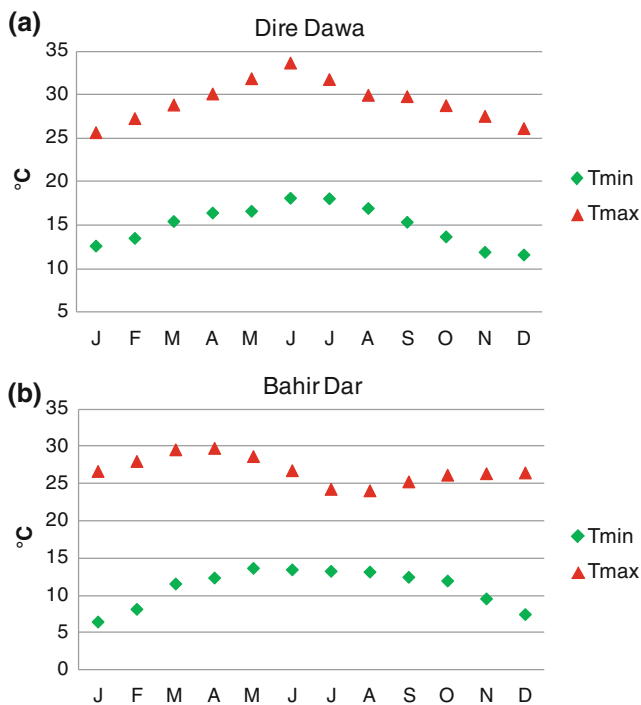 (a)
Dire Dawa
35
30
25
20
15
10
5
°C
J F M A M J J A S O N D
Tmin
Tmax
(b)
Bahir Dar
35
30
25
20
15
10
5
0
°C
J F M A M J J A S O N D
Tmin
Tmax